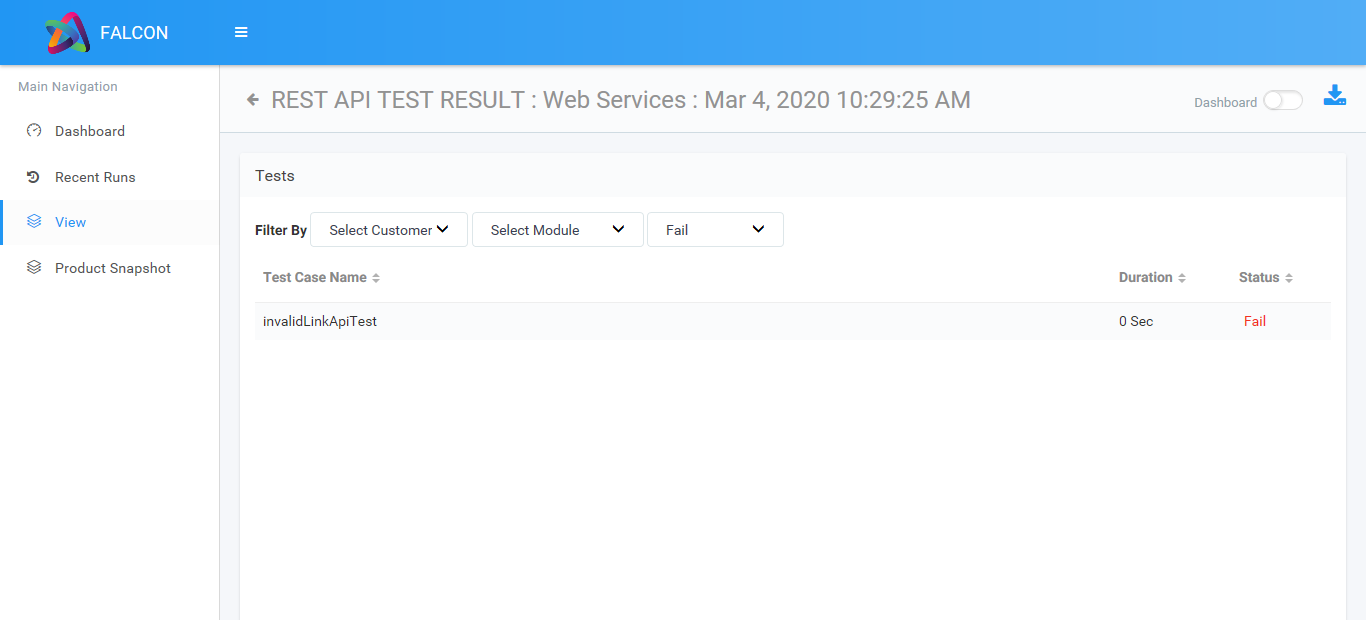 FALCON
Main Navigation
Dashboard
Recent Runs
View
Product Snapshot
REST API TEST RESULT : Web Services : Mar 4, 2020 10:29:25 AM
Dashboard
Tests
Filter By Select Customer Select Module Fail
Test Case Name Duration Status
invalidLinkApiTest 0 Sec Fail